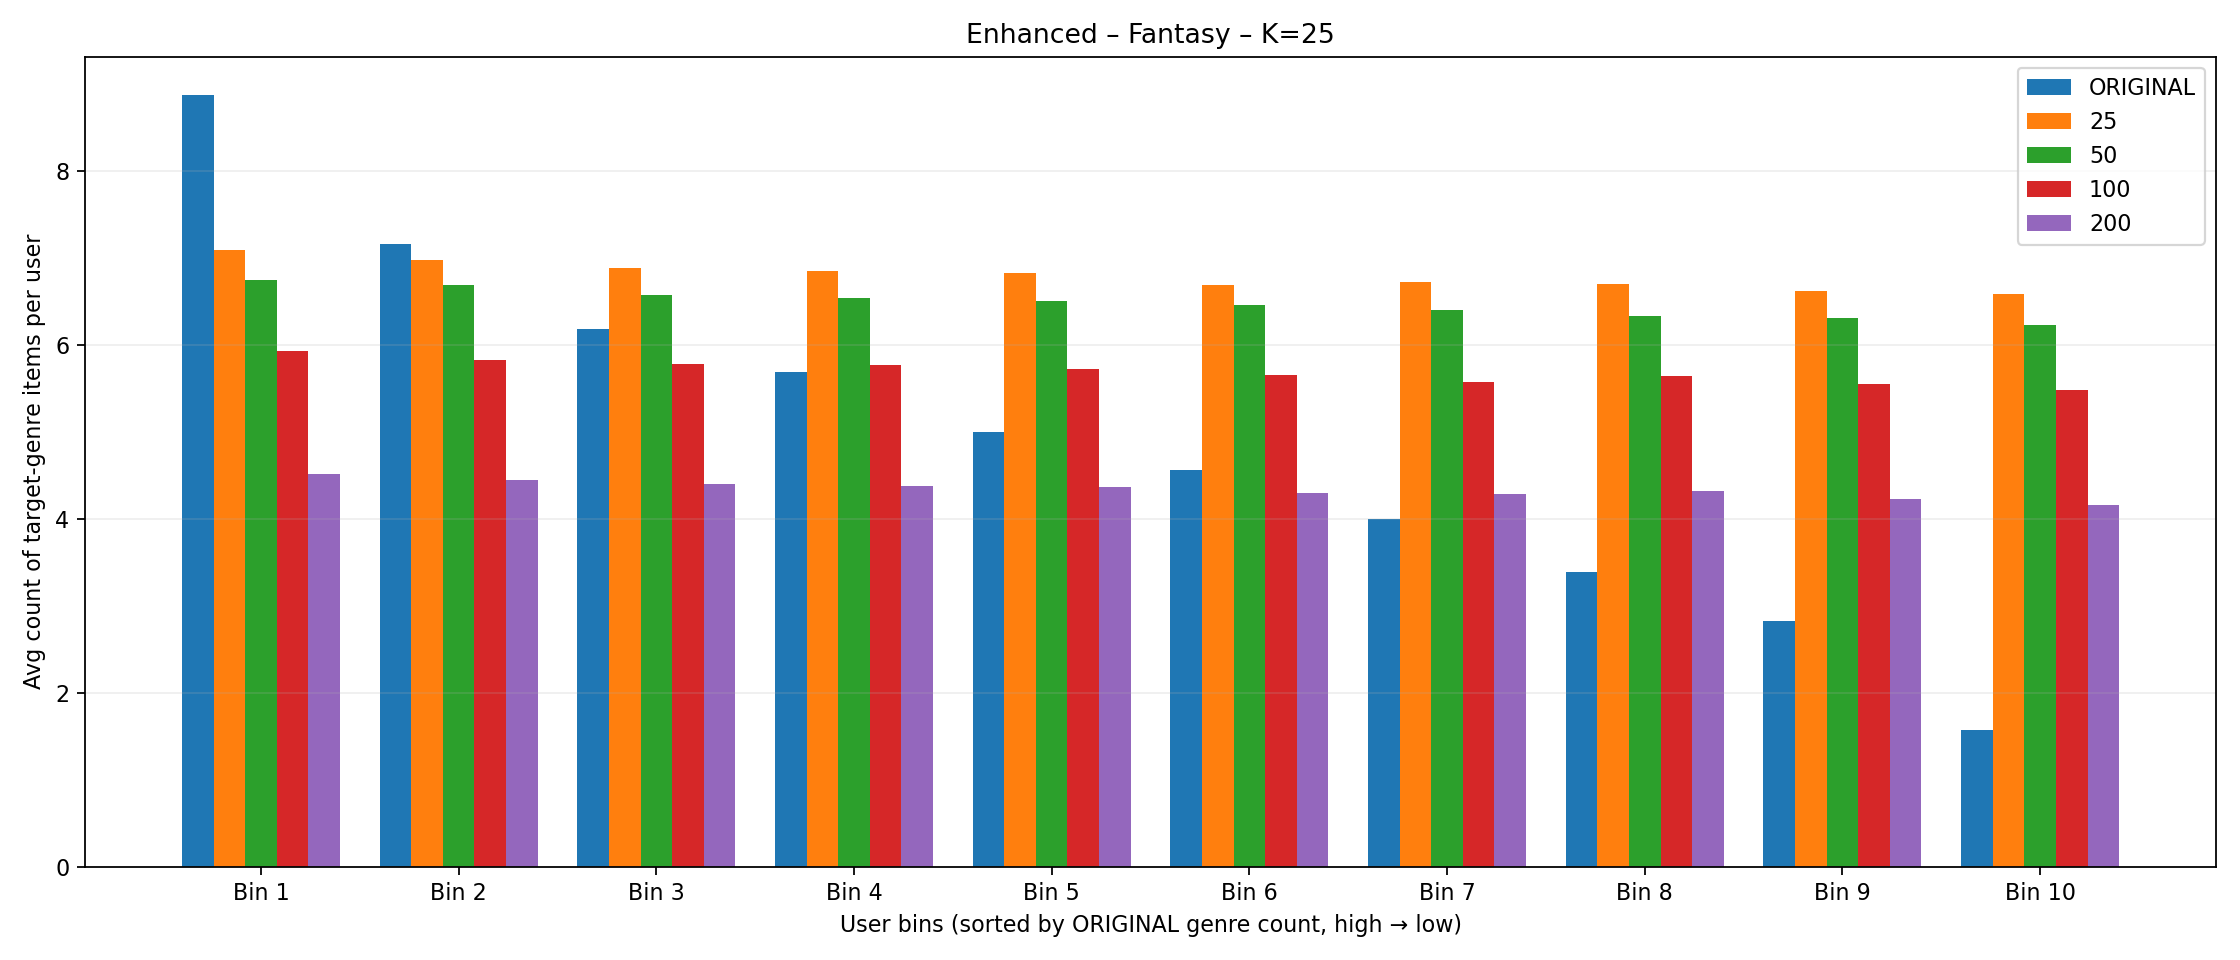 Enhanced – Fantasy – K=25
ORIGINAL
25
50
100
200
Avg count of target-genre items per user
8
6
4
2
0
Bin 1 Bin 2 Bin 3 Bin 4 Bin 5 Bin 6 Bin 7 Bin 8 Bin 9 Bin 10
User bins (sorted by ORIGINAL genre count, high → low)